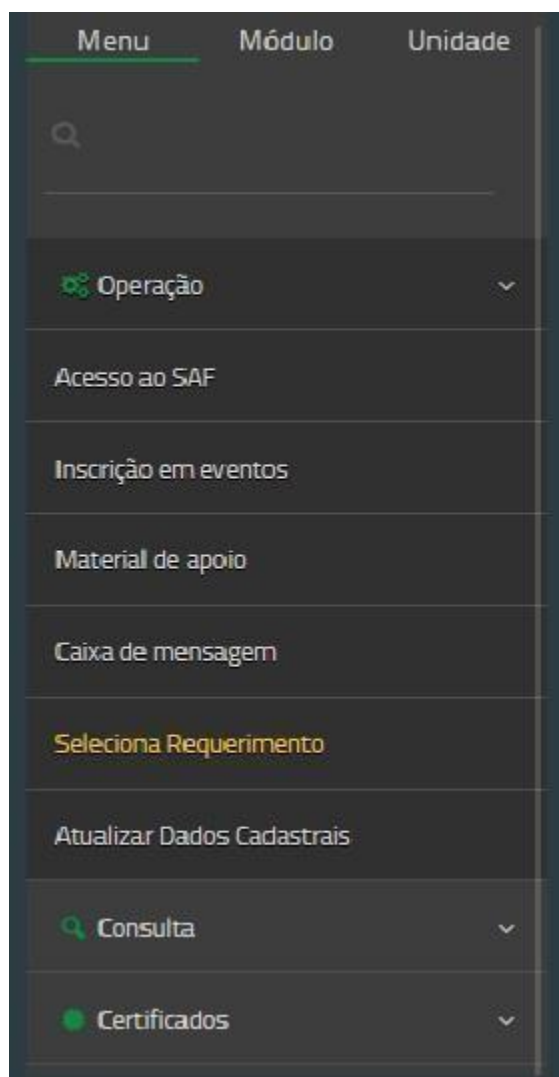 Menu Módulo Unidade
Operação
Acesso ao SAF
Inscrição em eventos
Material de apoio
Caixa de mensagem
Seleciona Requerimento
Atualizar Dados Cadastrais
Consulta
Certificados